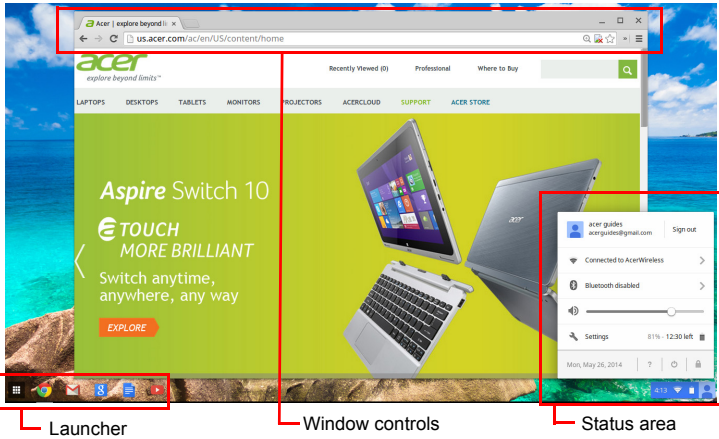 Acer | explore beyond li
us.acer.com/ac/en/US/content/home
acer
explore beyond limits™
Recently Viewed (0) Professional Where to Buy
LAPTOPS DESKTOPS TABLETS MONITORS PROJECTORS ACERCLOUD SUPPORT ACER STORE
Aspire Switch 10
TOUCH
MORE BRILLIANT
Switch anytime,
anywhere, any way
EXPLORE
acer
acer guides
acerguides@gmail.com
Sign out
Connected to AcerWireless
Bluetooth disabled
Settings 81% - 12:30 left
Mon, May 26, 2014 ?
8
4:13
Launcher
Window controls
Status area